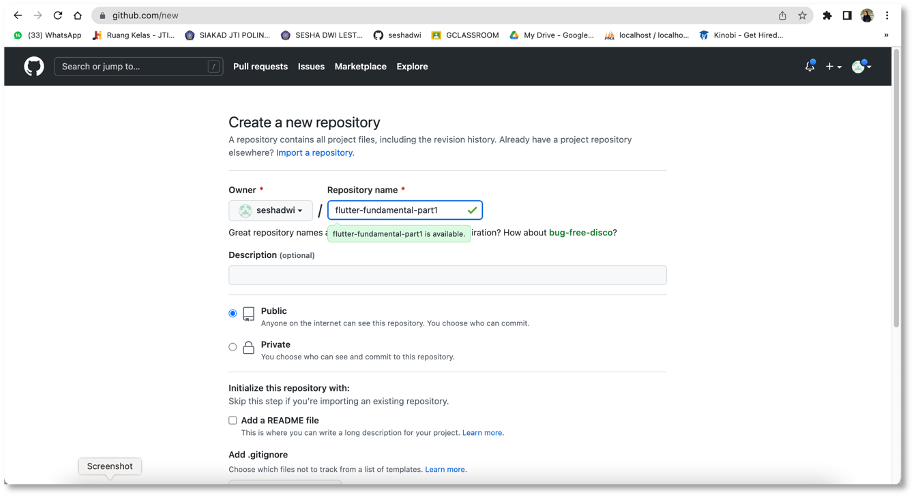 github.com/new
(33) WhatsApp
Ruang Kelas - JTI...
SIAKAD JTI POLIN...
SESHA DWI LEST...
seshadwi
GCLASSROOM
My Drive - Google...
localhost / localho...
Kinobi - Get Hired...
»
Search or jump to...
/
Pull requests
Issues
Marketplace
Explore
Create a new repository
A repository contains all project files, including the revision history. Already have a project repository
elsewhere? Import a repository.
Owner *
Repository name *
seshadwi
/
flutter-fundamental-part1
flutter-fundamental-part1 is available.
Great repository names a
iration? How about bug-free-disco?
Description (optional)
Public
Anyone on the internet can see this repository. You choose who can commit.
Private
You choose who can see and commit to this repository.
Initialize this repository with:
Skip this step if you're importing an existing repository.
Add a README file
This is where you can write a long description for your project. Learn more.
Add .gitignore
Choose which files not to track from a list of templates. Learn more.
Screenshot